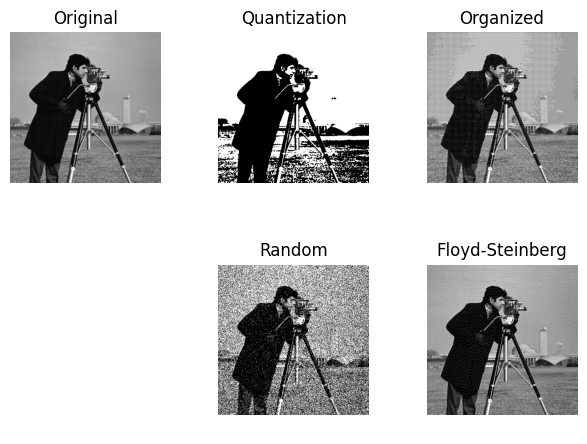 Original
Quantization
Organized
Random
Floyd-Steinberg